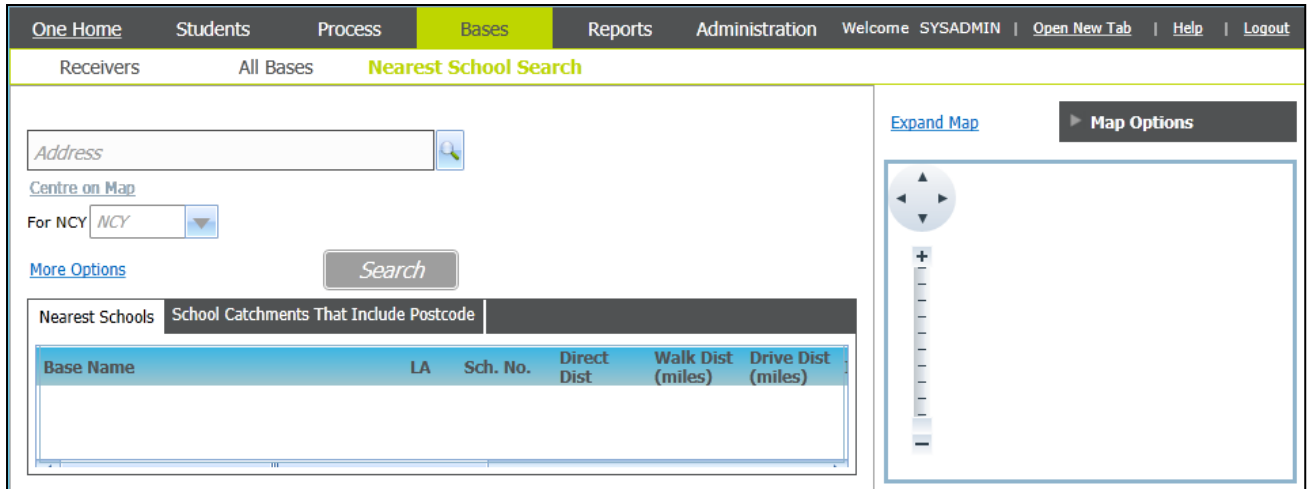 One Home Students Process Bases Reports Administration Welcome SYSADMIN | Open New Tab | Help | Logout
Receivers All Bases Nearest School Search
Expand Map Map Options
Address
Centre on Map
For NCY NCY
More Options Search
Nearest Schools School Catchments That Include Postcode
Base Name LA Sch. No. Direct Dist Walk Dist (miles) Drive Dist (miles)